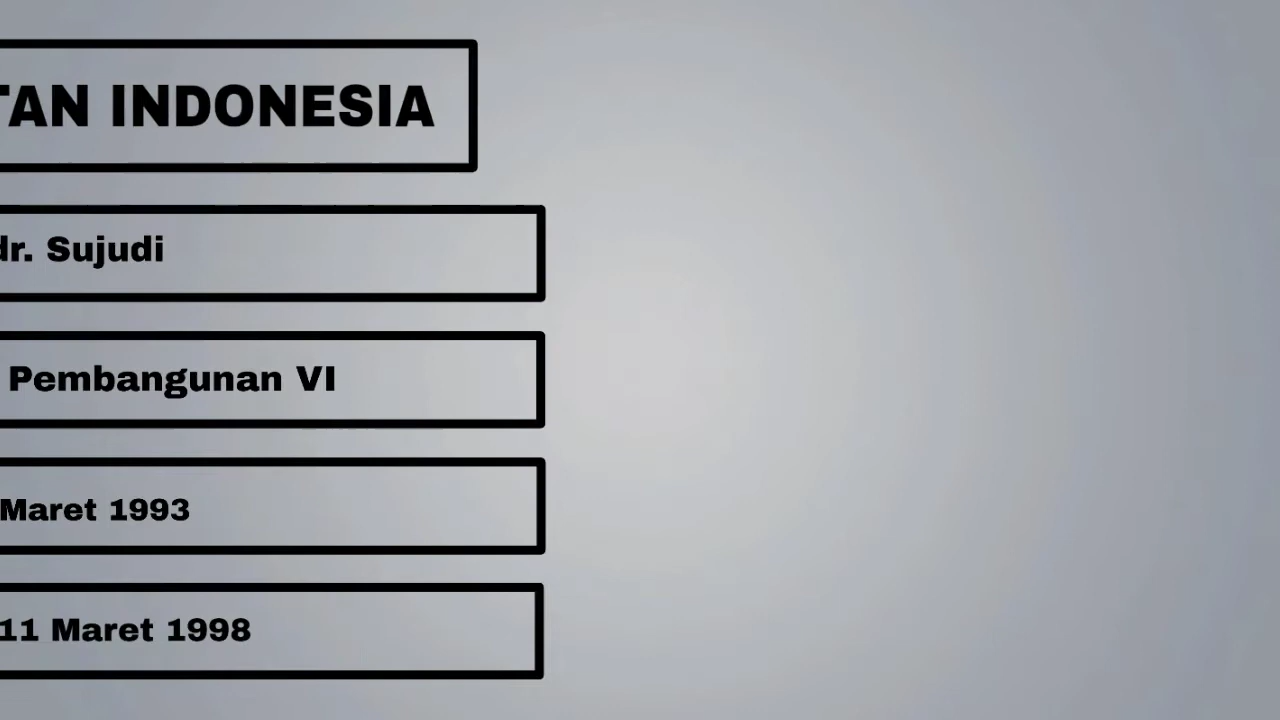 TAN INDONESIA
dr. Sujudi
Pembangunan VI
Maret 1993
11 Maret 1998